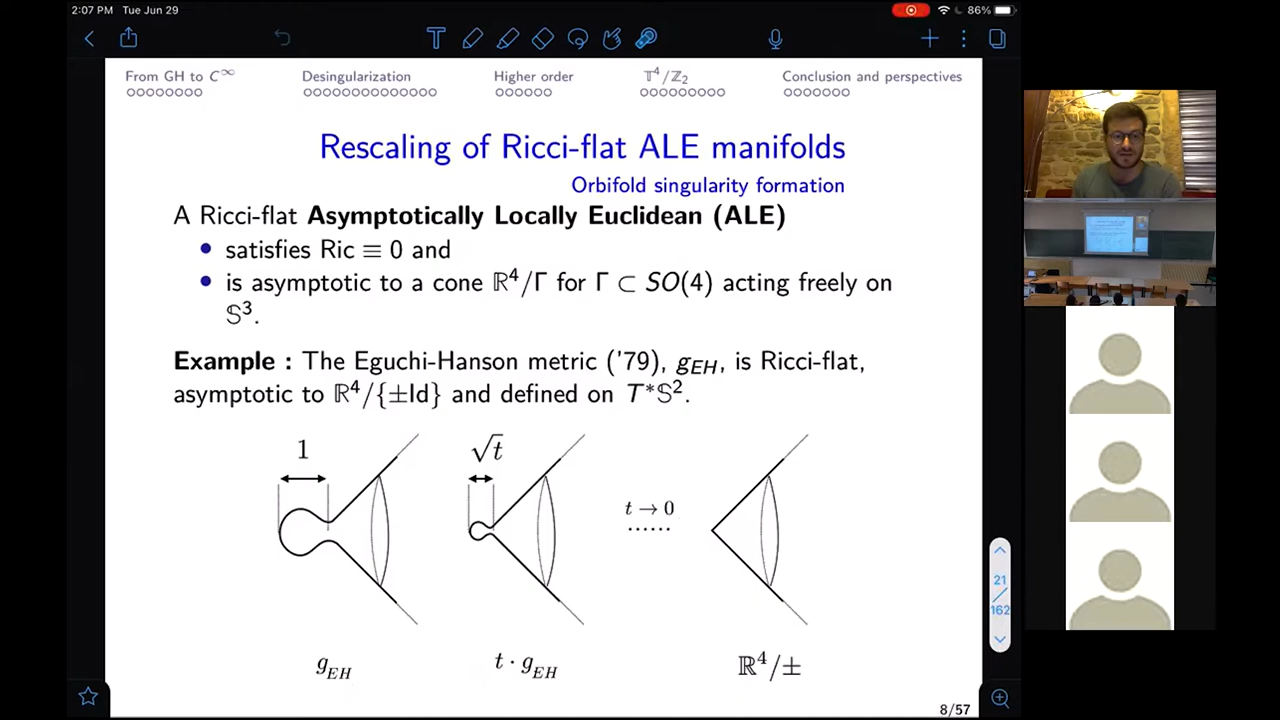 2:07 PM Tue Jun 29
86%
From GH to C∞ Desingularization Higher order 𝕋⁴/ℤ₂ Conclusion and perspectives
Rescaling of Ricci-flat ALE manifolds
Orbifold singularity formation
A Ricci-flat Asymptotically Locally Euclidean (ALE)
• satisfies Ric ≡ 0 and
• is asymptotic to a cone ℝ⁴/Γ for Γ ⊂ SO(4) acting freely on
𝕊³.
Example : The Eguchi-Hanson metric ('79), g_EH, is Ricci-flat,
asymptotic to ℝ⁴/{±Id} and defined on T*𝕊².
1
√t
t → 0
......
g_EH
t · g_EH
ℝ⁴/±
21
162
8/57